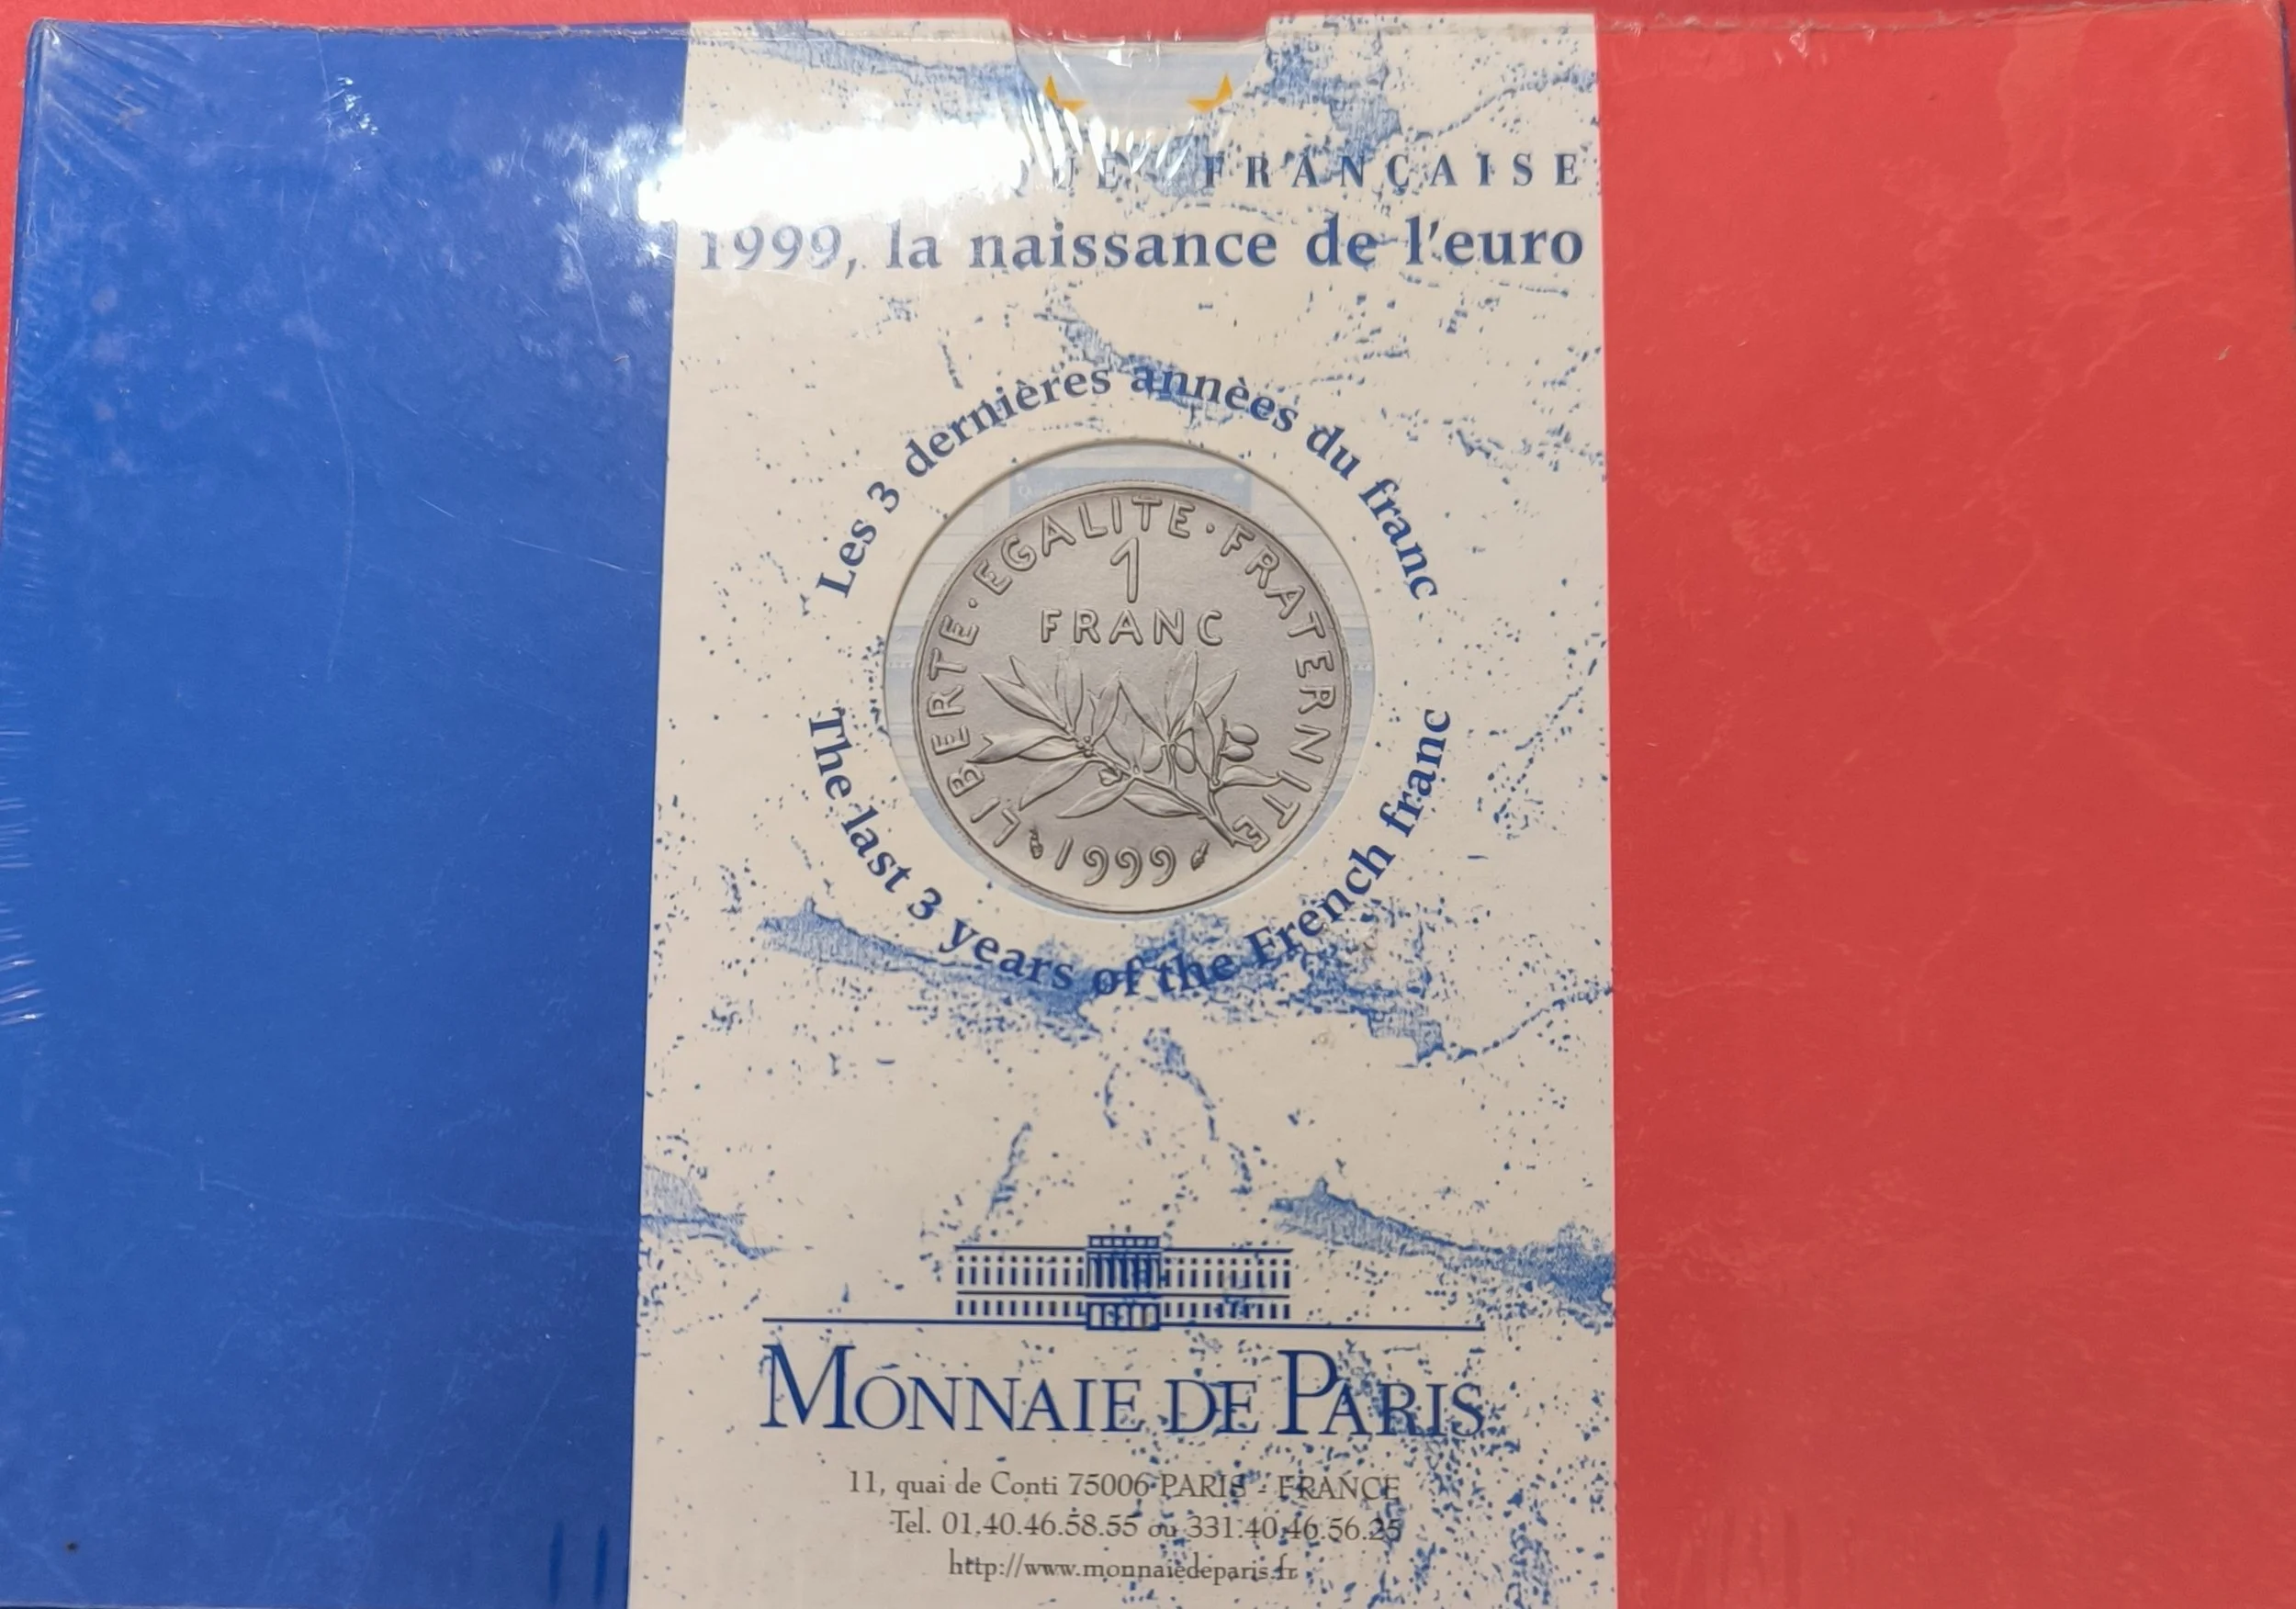 FRANÇAISE
1999, la naissance de l'euro
Les 3 dernières annèes du franc
LIBERTE·EGALITE·FRATERNITE
1
FRANC
1999
The last 3 years of the French franc
MONNAIE DE PARIS
11, quai de Conti 75006 PARIS - FRANCE
Tel. 01.40.46.58.55 ou 331.40.46.56.25
http://www.monnaiedeparis.fr